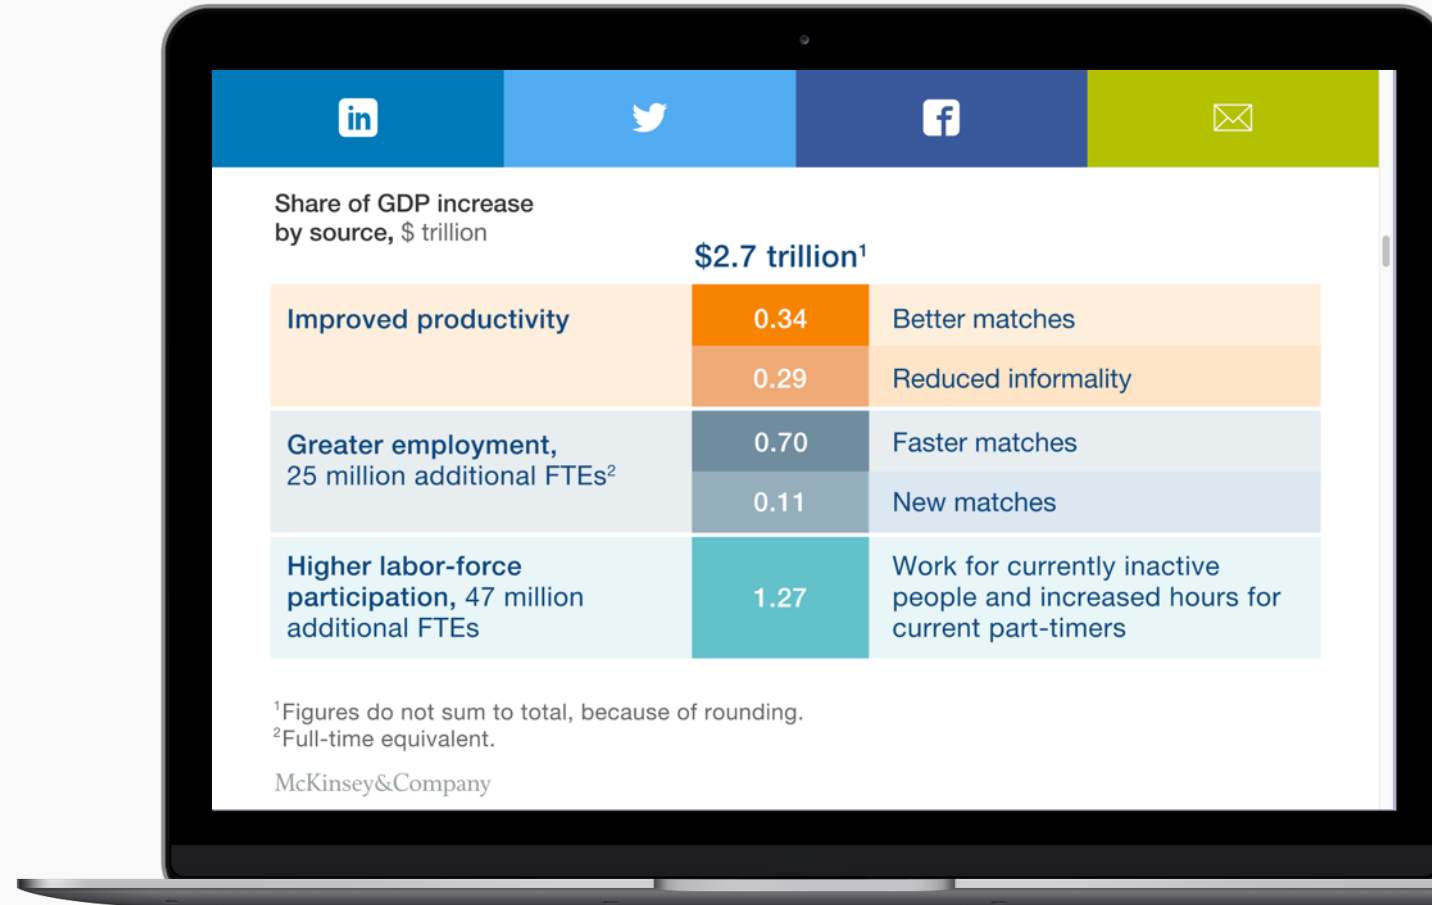 in
f
Share of GDP increase
by source, $ trillion
$2.7 trillion¹
Improved productivity
0.34
Better matches
0.29
Reduced informality
Greater employment,
25 million additional FTEs²
0.70
Faster matches
0.11
New matches
Higher labor-force
participation, 47 million
additional FTEs
1.27
Work for currently inactive
people and increased hours for
current part-timers
¹Figures do not sum to total, because of rounding.
²Full-time equivalent.
McKinsey&Company